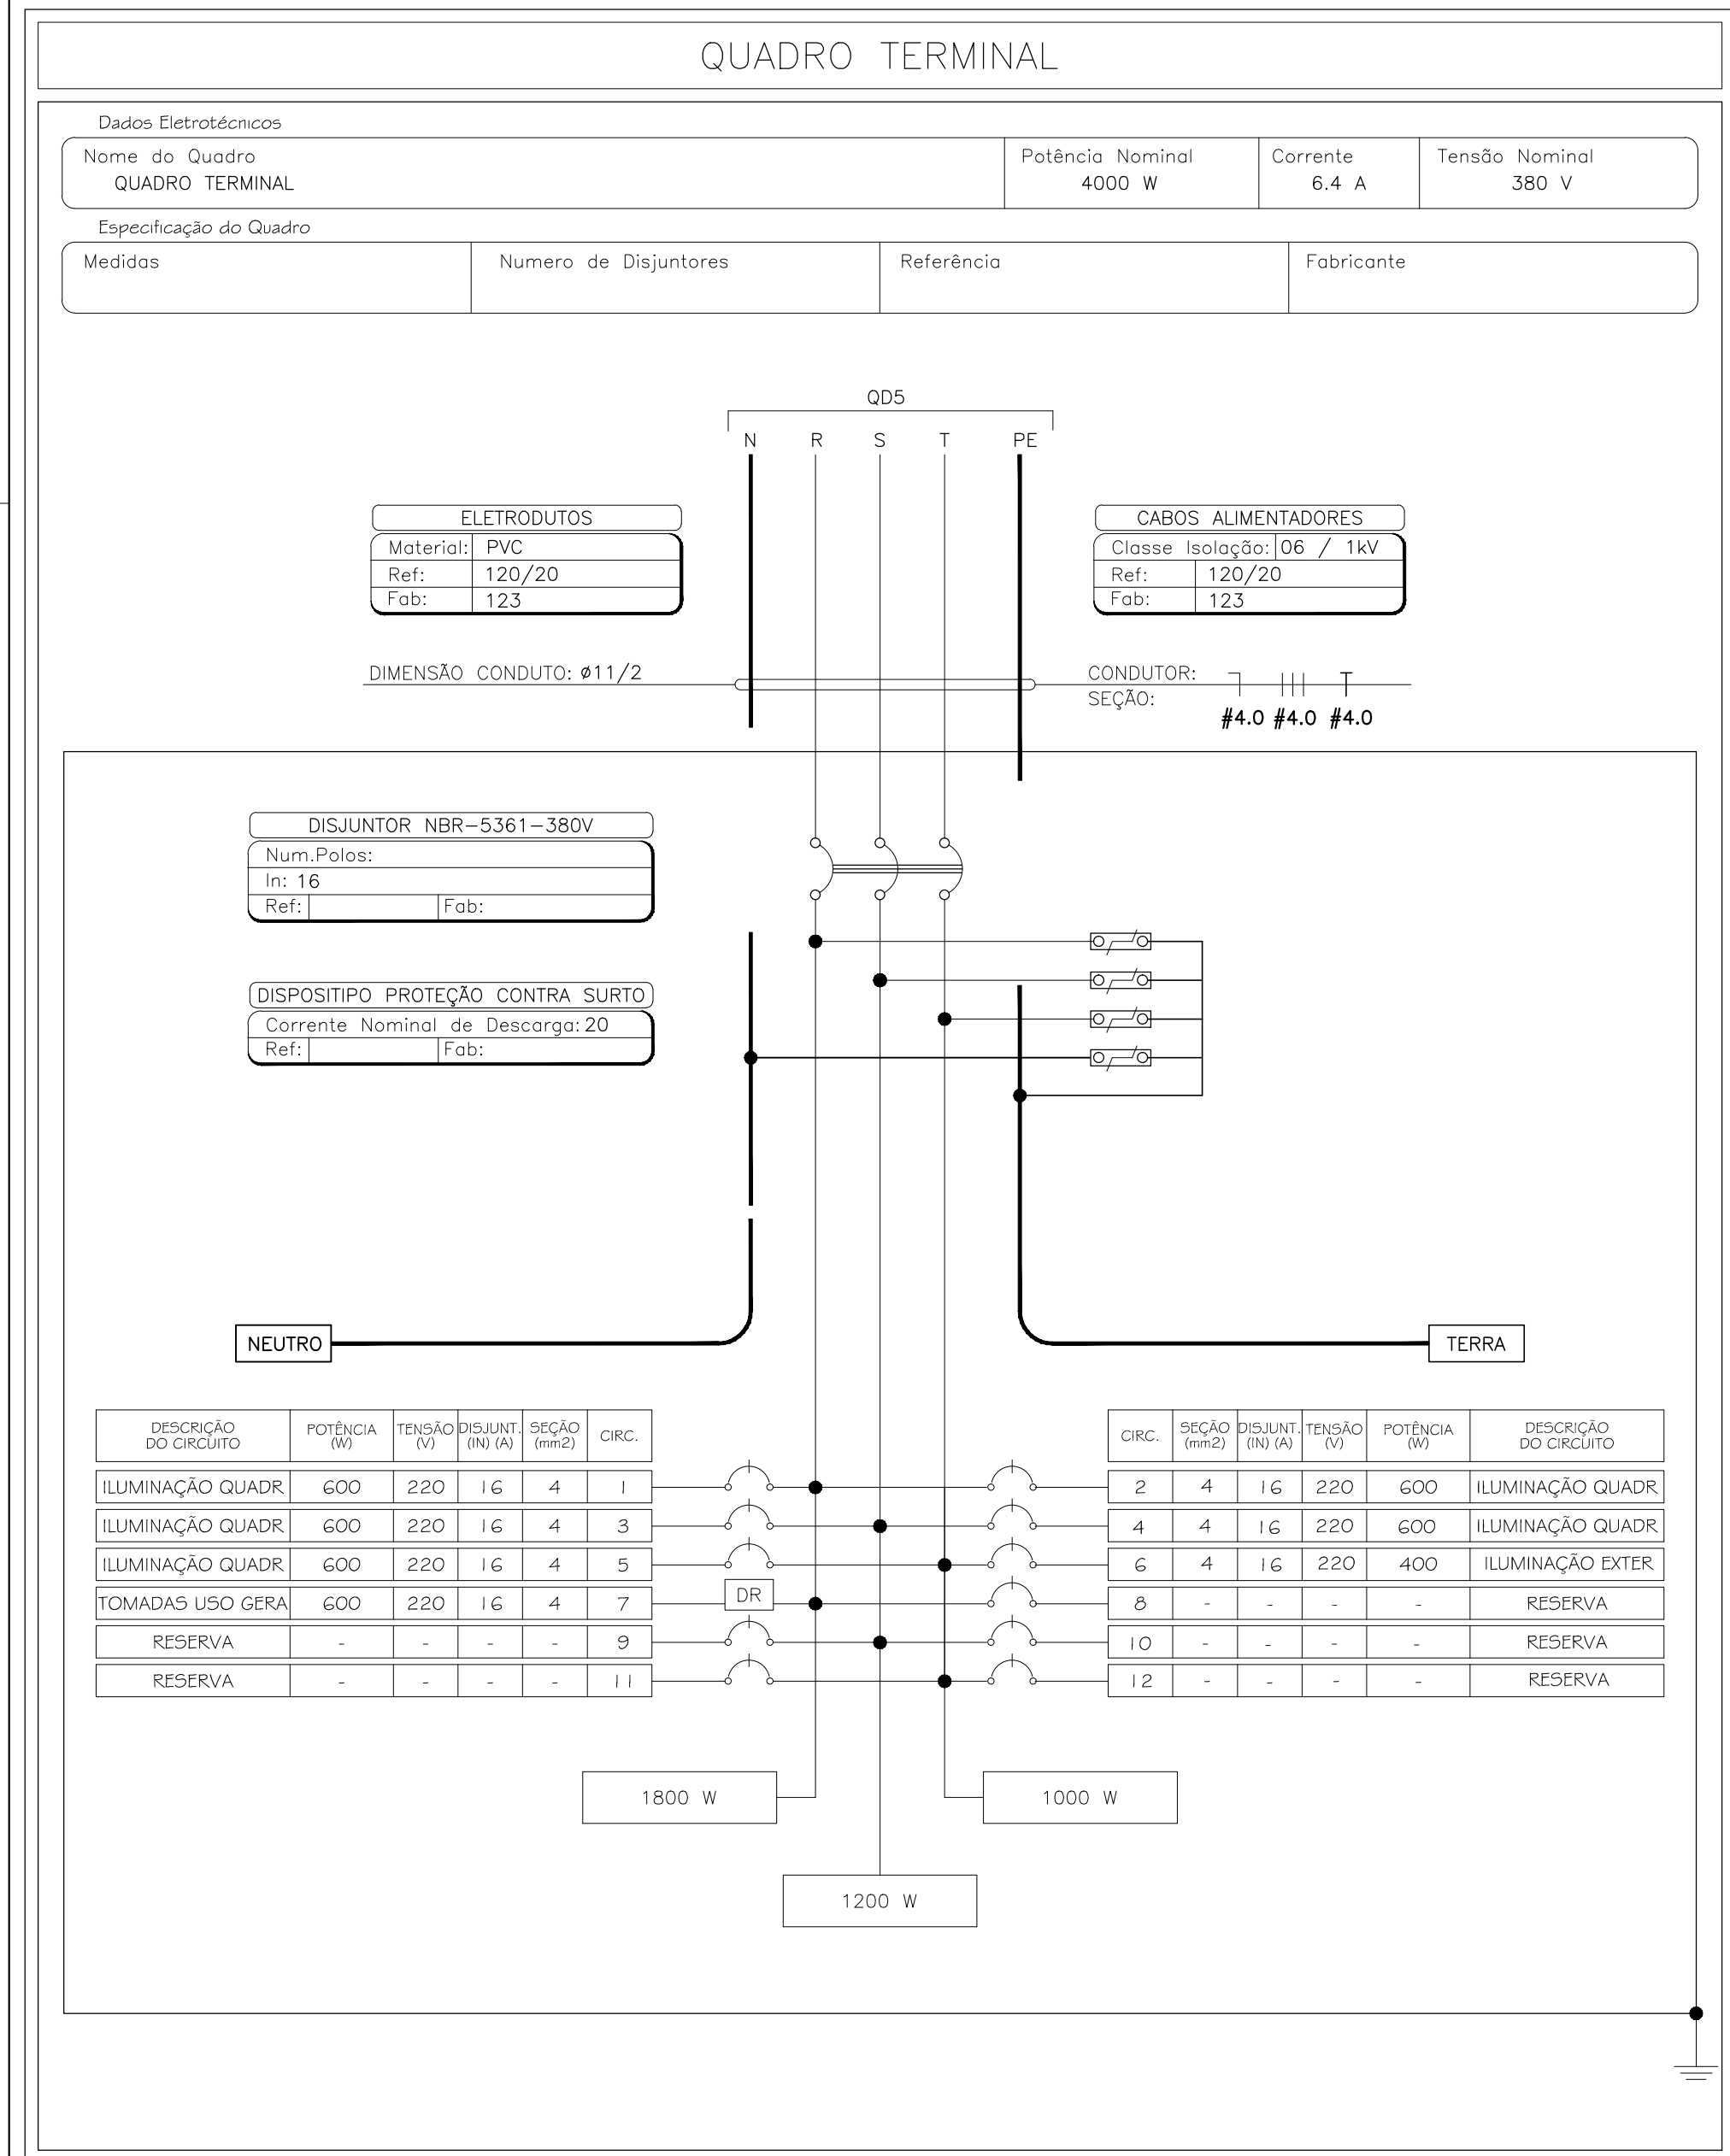 QUADRO TERMINAL
Dados Eletrotécnicos
Nome do Quadro Potência Nominal Corrente Tensão Nominal
QUADRO TERMINAL 4000 W 6.4 A 380 V
Especificação do Quadro
Medidas Numero de Disjuntores Referência Fabricante
QD5
N R S T PE
ELETRODUTOS
Material: PVC
Ref: 120/20
Fab: 123
CABOS ALIMENTADORES
Classe Isolação: 06 / 1kV
Ref: 120/20
Fab: 123
DIMENSÃO CONDUTO: ø11/2
CONDUTOR:
SEÇÃO:
#4.0 #4.0 #4.0
DISJUNTOR NBR-5361-380V
Num.Polos:
In: 16
Ref: Fab:
DISPOSITIPO PROTEÇÃO CONTRA SURTO
Corrente Nominal de Descarga: 20
Ref: Fab:
NEUTRO TERRA
DESCRIÇÃO DO CIRCUITO POTÊNCIA (W) TENSÃO (V) DISJUNT. (IN) (A) SEÇÃO (mm2) CIRC.
ILUMINAÇÃO QUADR 600 220 16 4 1
ILUMINAÇÃO QUADR 600 220 16 4 3
ILUMINAÇÃO QUADR 600 220 16 4 5
TOMADAS USO GERA 600 220 16 4 7
RESERVA - - - - 9
RESERVA - - - - 11
DR
CIRC. SEÇÃO (mm2) DISJUNT. (IN) (A) TENSÃO (V) POTÊNCIA (W) DESCRIÇÃO DO CIRCUITO
2 4 16 220 600 ILUMINAÇÃO QUADR
4 4 16 220 600 ILUMINAÇÃO QUADR
6 4 16 220 400 ILUMINAÇÃO EXTER
8 - - - - RESERVA
10 - - - - RESERVA
12 - - - - RESERVA
1800 W 1000 W
1200 W